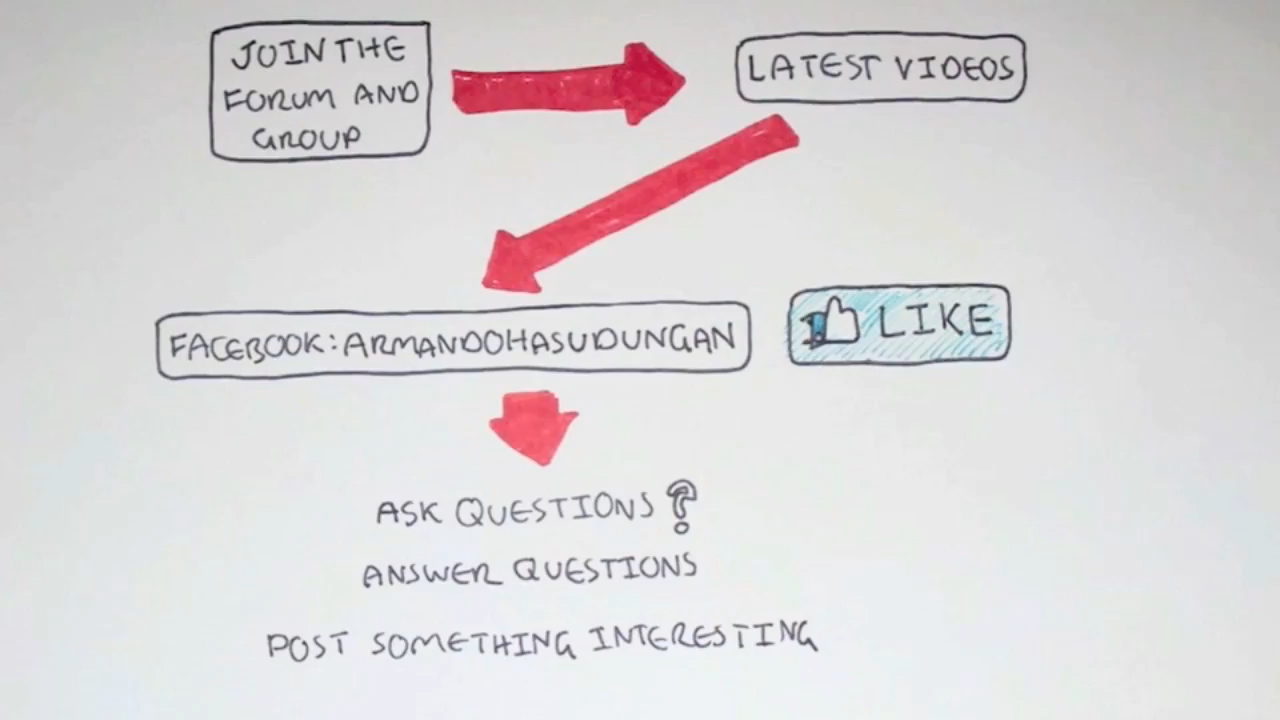 JOIN THE
FORUM AND
GROUP
LATEST VIDEOS
FACEBOOK: ARMANDOHASUDUNGAN
LIKE
ASK QUESTIONS?
ANSWER QUESTIONS
POST SOMETHING INTERESTING